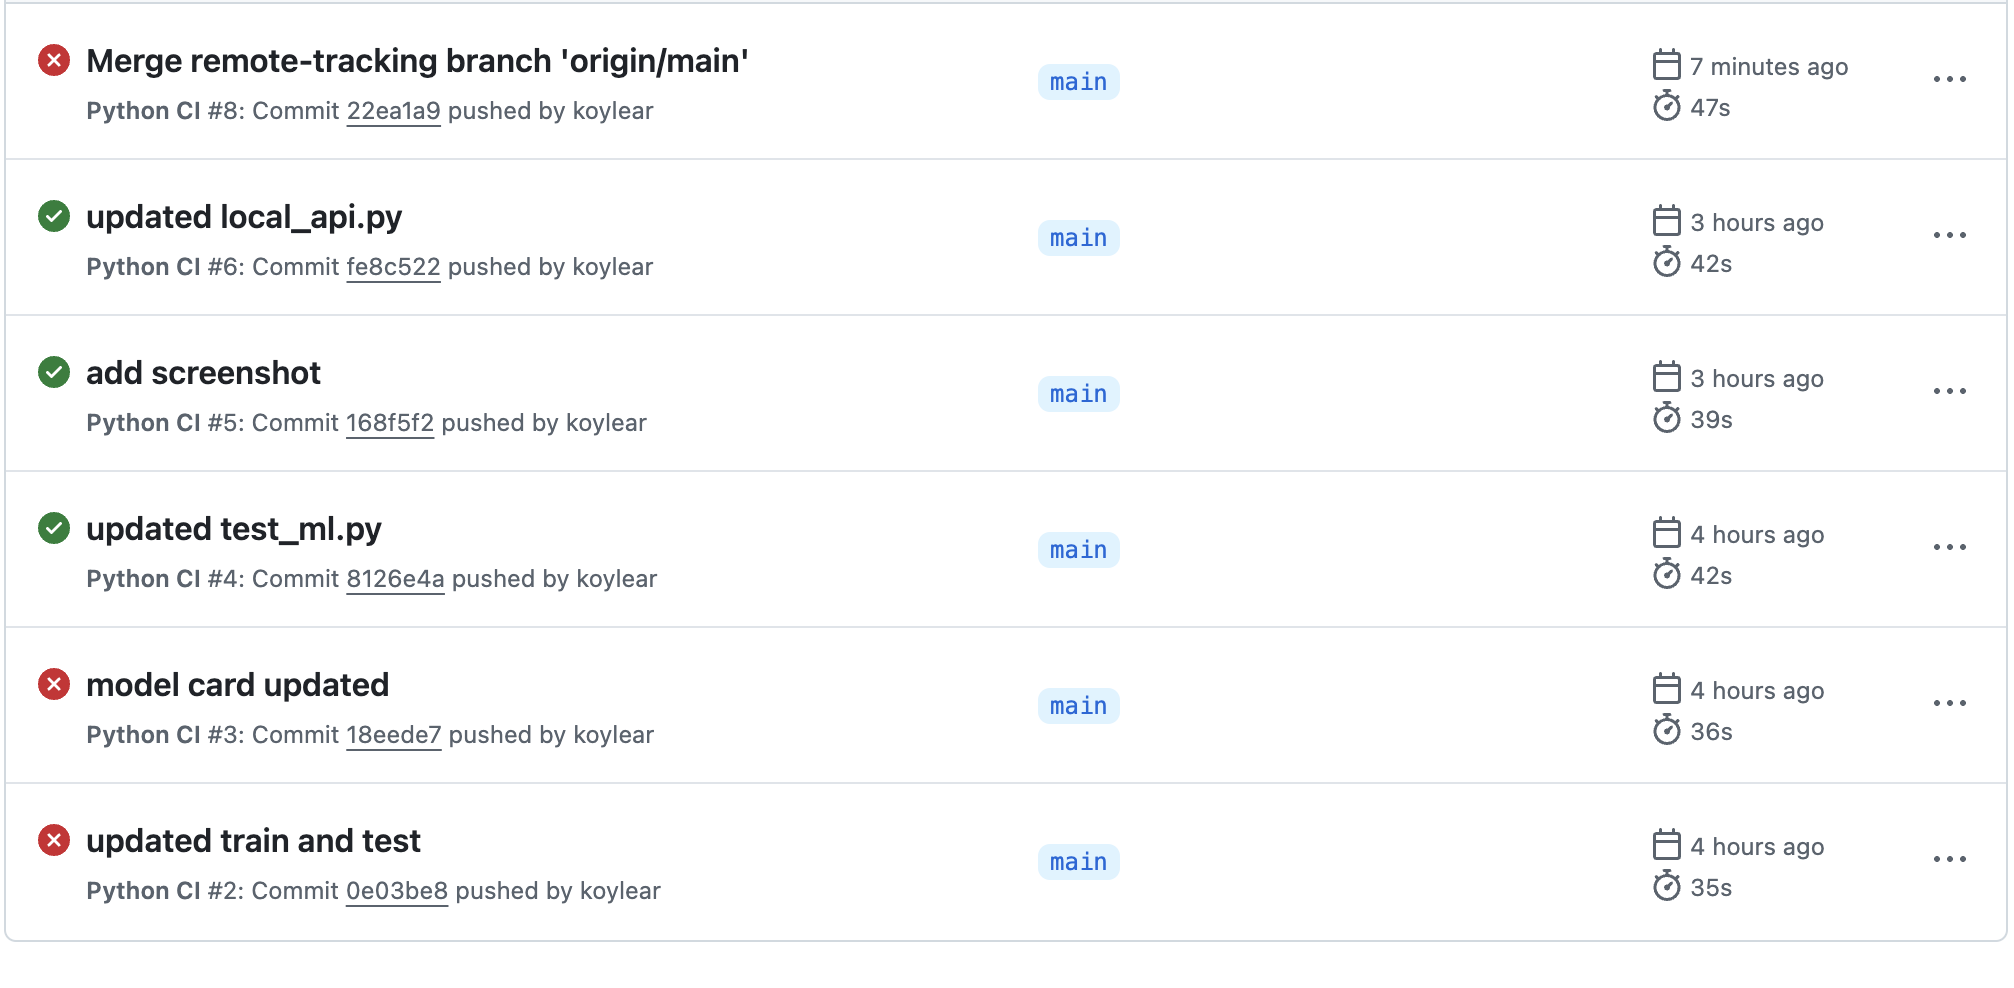 Merge remote-tracking branch 'origin/main'
Python CI #8: Commit 22ea1a9 pushed by koylear
main
7 minutes ago
47s
updated local_api.py
Python CI #6: Commit fe8c522 pushed by koylear
main
3 hours ago
42s
add screenshot
Python CI #5: Commit 168f5f2 pushed by koylear
main
3 hours ago
39s
updated test_ml.py
Python CI #4: Commit 8126e4a pushed by koylear
main
4 hours ago
42s
model card updated
Python CI #3: Commit 18eede7 pushed by koylear
main
4 hours ago
36s
updated train and test
Python CI #2: Commit 0e03be8 pushed by koylear
main
4 hours ago
35s